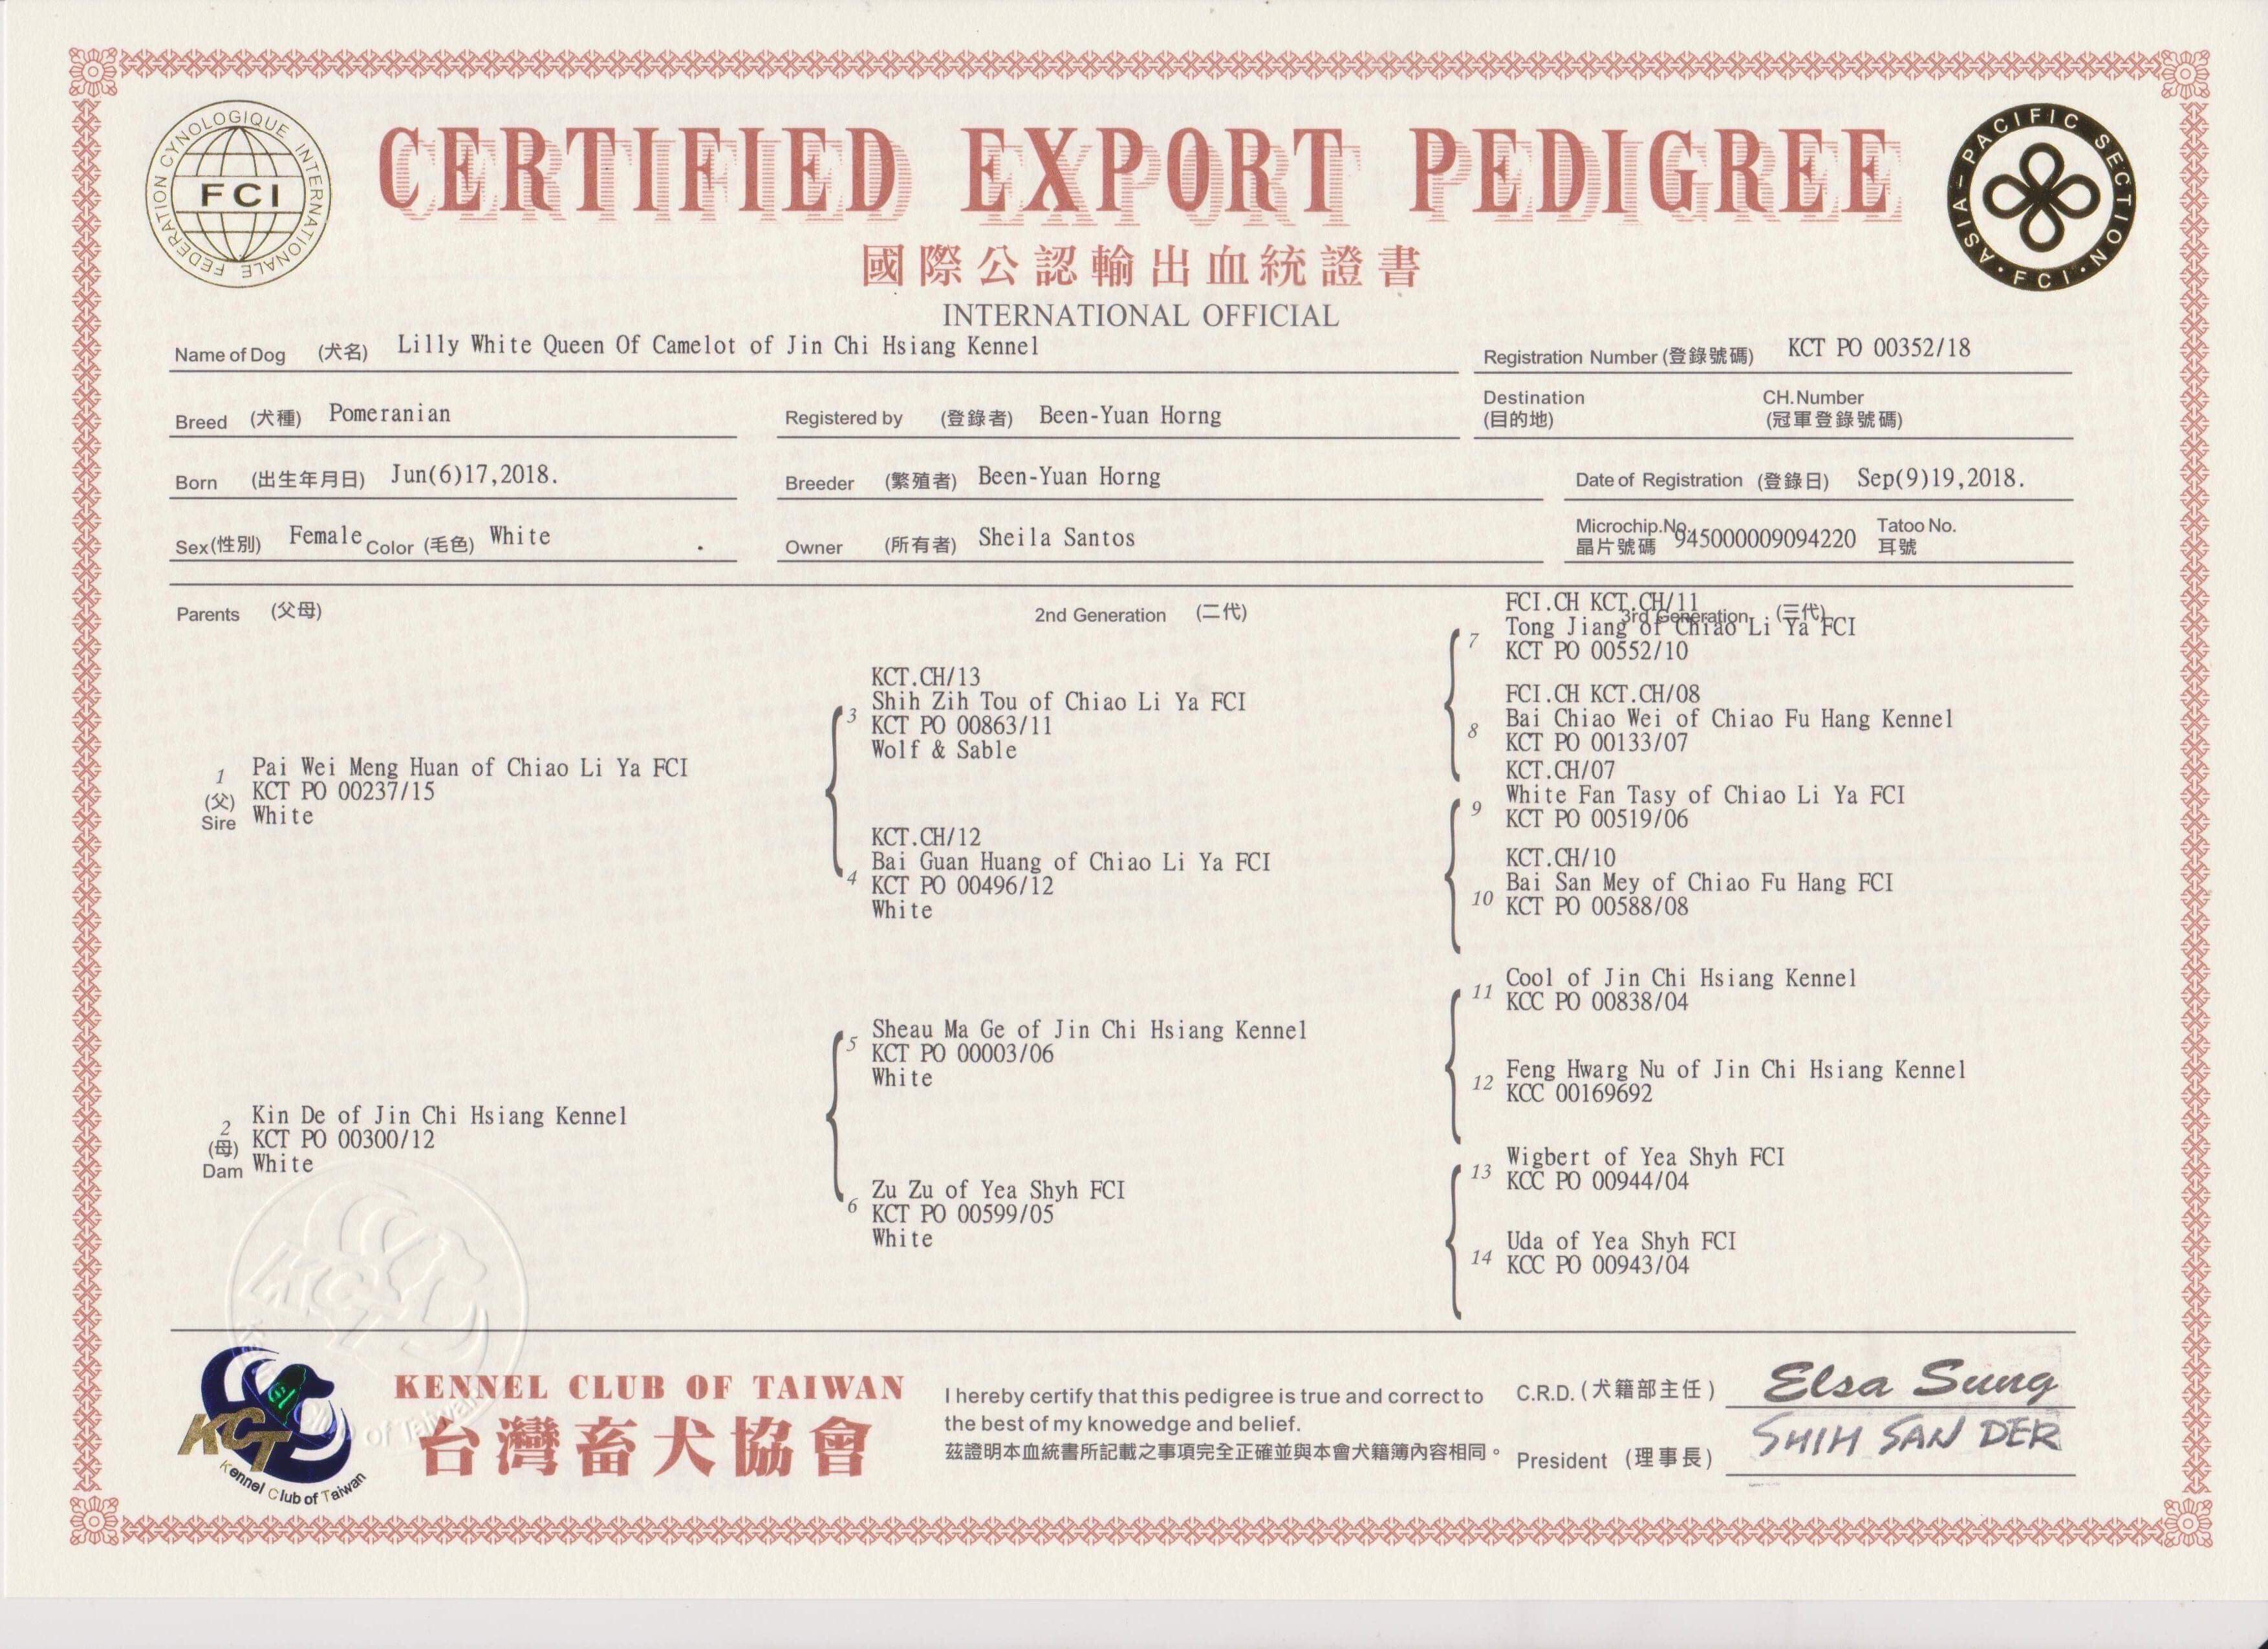 FEDERATION CYNOLOGIQUE INTERNATIONALE
FCI
CERTIFIED EXPORT PEDIGREE
ASIA-PACIFIC SECTION·FCI·
國際公認輸出血統證書
INTERNATIONAL OFFICIAL
Name of Dog (犬名) Lilly White Queen Of Camelot of Jin Chi Hsiang Kennel
Registration Number (登錄號碼) KCT PO 00352/18
Breed (犬種) Pomeranian
Registered by (登錄者) Been-Yuan Horng
Destination
(目的地)
CH.Number
(冠軍登錄號碼)
Born (出生年月日) Jun(6)17,2018.
Breeder (繁殖者) Been-Yuan Horng
Date of Registration (登錄日) Sep(9)19,2018.
Sex(性別) Female Color (毛色) White
Owner (所有者) Sheila Santos
Microchip.No.
晶片號碼 945000009094220
Tatoo No.
耳號
Parents (父母)
2nd Generation (二代)
3rd Generation (三代)
1
(父)
Sire
Pai Wei Meng Huan of Chiao Li Ya FCI
KCT PO 00237/15
White
2
(母)
Dam
Kin De of Jin Chi Hsiang Kennel
KCT PO 00300/12
White
3
KCT.CH/13
Shih Zih Tou of Chiao Li Ya FCI
KCT PO 00863/11
Wolf & Sable
4
KCT.CH/12
Bai Guan Huang of Chiao Li Ya FCI
KCT PO 00496/12
White
5
Sheau Ma Ge of Jin Chi Hsiang Kennel
KCT PO 00003/06
White
6
Zu Zu of Yea Shyh FCI
KCT PO 00599/05
White
7
FCI.CH KCT.CH/11
Tong Jiang of Chiao Li Ya FCI
KCT PO 00552/10
8
FCI.CH KCT.CH/08
Bai Chiao Wei of Chiao Fu Hang Kennel
KCT PO 00133/07
9
KCT.CH/07
White Fan Tasy of Chiao Li Ya FCI
KCT PO 00519/06
10
KCT.CH/10
Bai San Mey of Chiao Fu Hang FCI
KCT PO 00588/08
11
Cool of Jin Chi Hsiang Kennel
KCC PO 00838/04
12
Feng Hwarg Nu of Jin Chi Hsiang Kennel
KCC 00169692
13
Wigbert of Yea Shyh FCI
KCC PO 00944/04
14
Uda of Yea Shyh FCI
KCC PO 00943/04
KCT
Kennel Club of Taiwan
KENNEL CLUB OF TAIWAN
台灣畜犬協會
I hereby certify that this pedigree is true and correct to
the best of my knowedge and belief.
茲證明本血統書所記載之事項完全正確並與本會犬籍簿內容相同。
C.R.D. (犬籍部主任) Elsa Sung
President (理事長) SHIH SAN DER